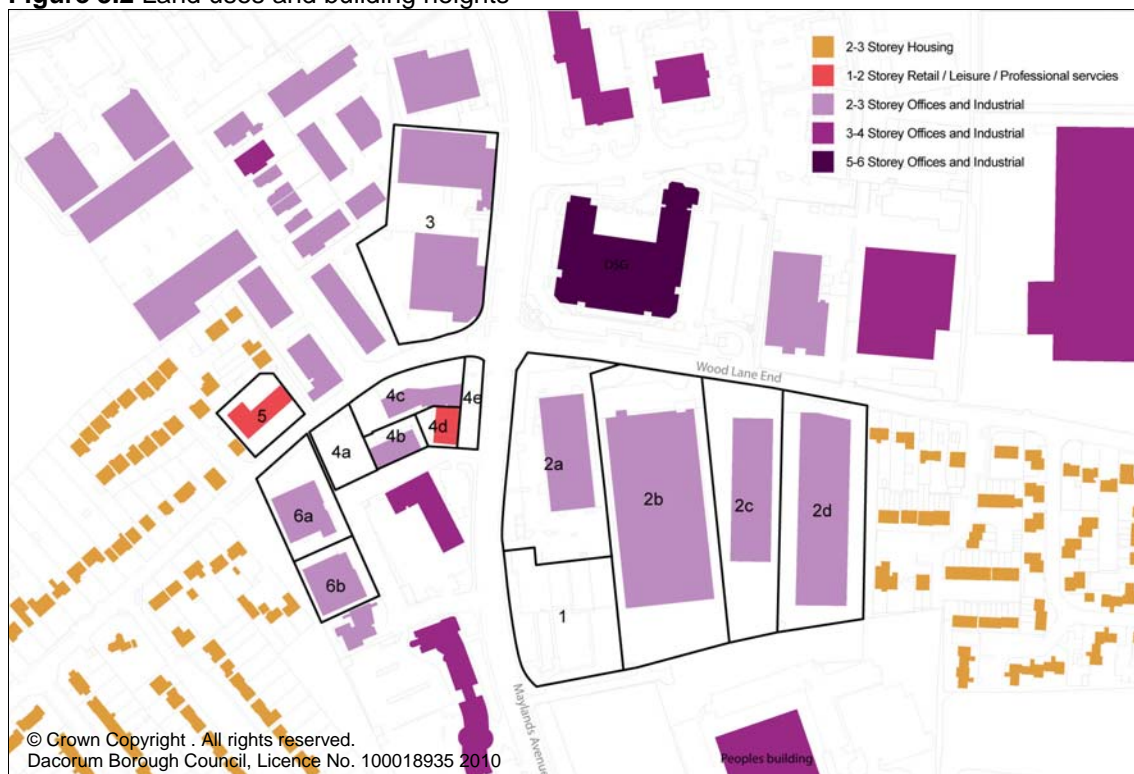 Figure 3.2 Land uses and building heights
2-3 Storey Housing
1-2 Storey Retail / Leisure / Professional servcies
2-3 Storey Offices and Industrial
3-4 Storey Offices and Industrial
5-6 Storey Offices and Industrial
3
DSG
Wood Lane End
4c
4e
5
4a
4b
4d
2a
2b
2c
2d
6a
6b
1
Maylands Avenue
Peoples building
© Crown Copyright . All rights reserved.
Dacorum Borough Council, Licence No. 100018935 2010